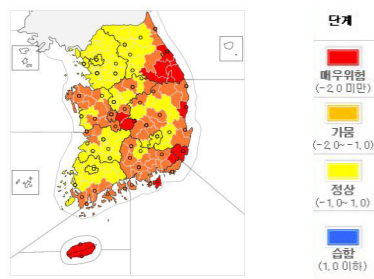 단계
매우위험
(-2,0 미만)
가뭄
(-2,0~-1,0)
정상
(-1,0~1,0)
습함
(1,0 이하)